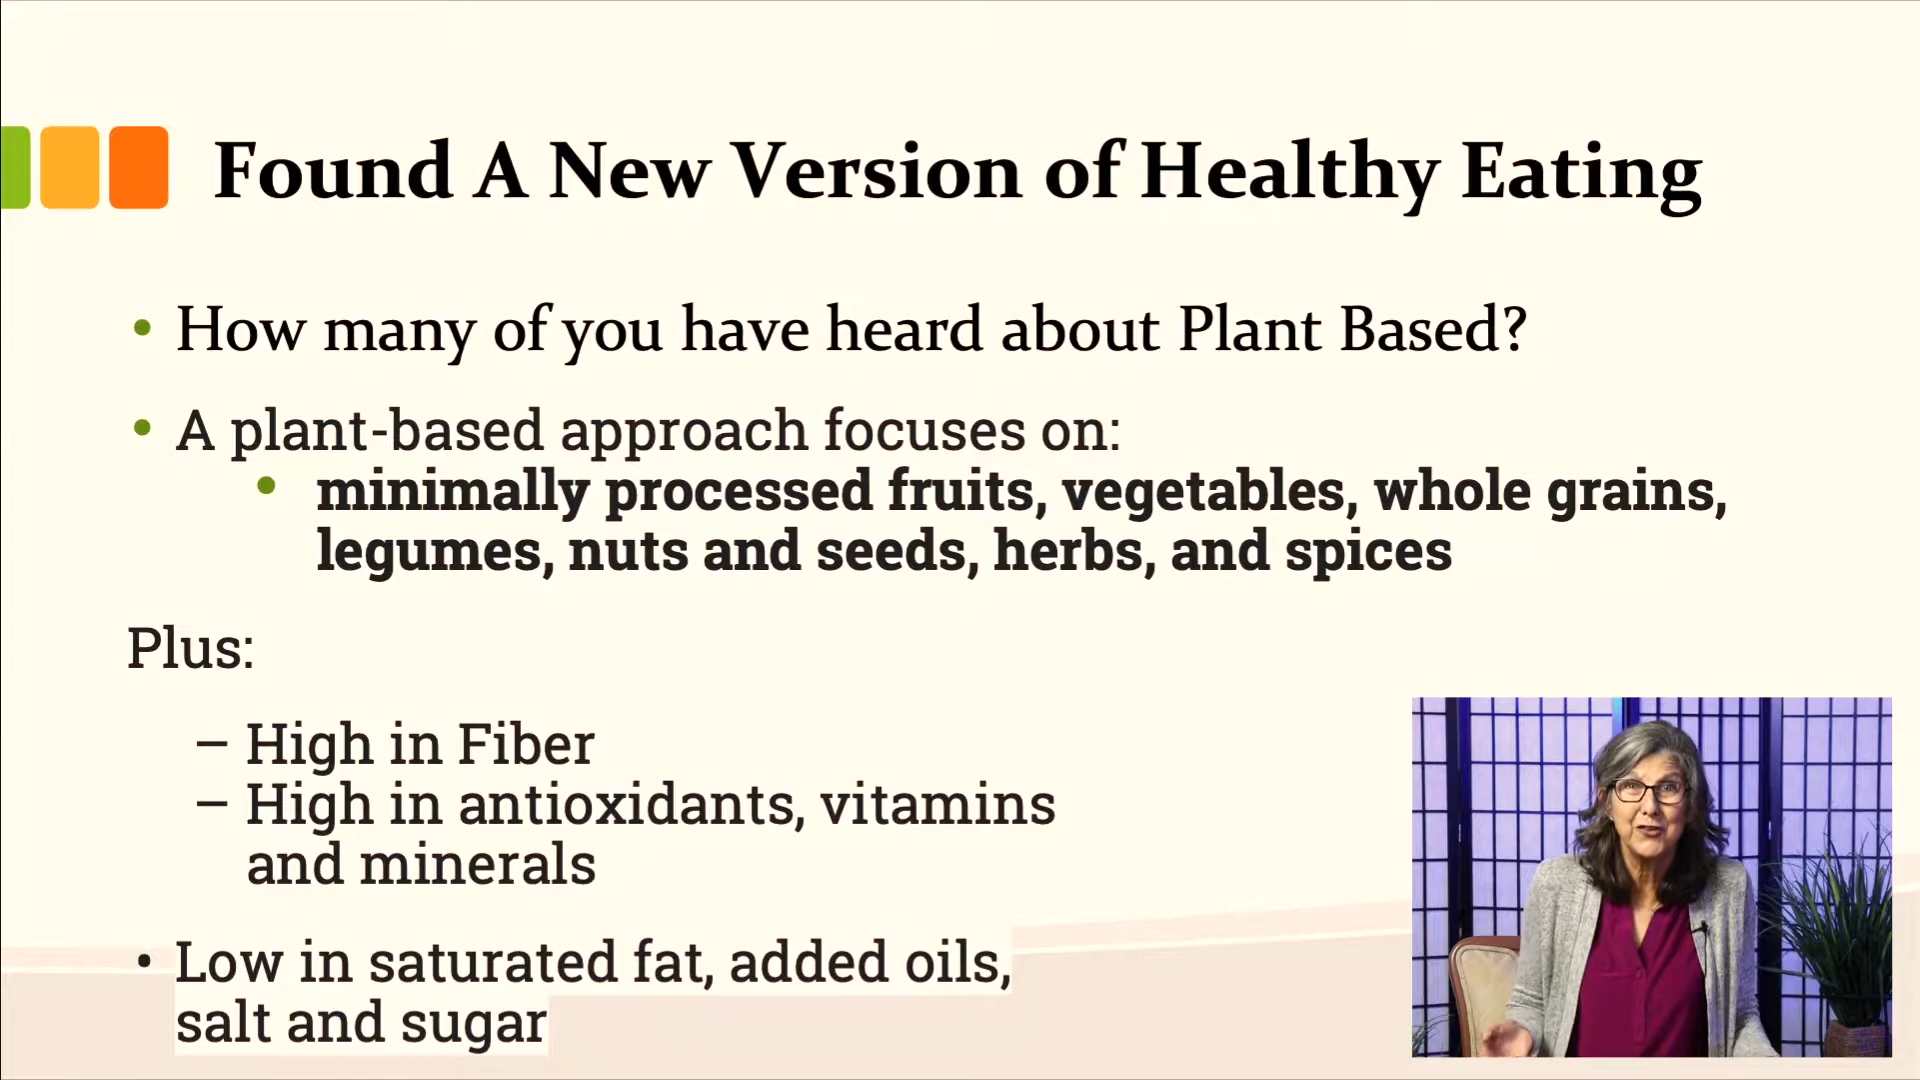 Found A New Version of Healthy Eating
• How many of you have heard about Plant Based?
• A plant-based approach focuses on:
• minimally processed fruits, vegetables, whole grains,
legumes, nuts and seeds, herbs, and spices
Plus:
– High in Fiber
– High in antioxidants, vitamins
and minerals
• Low in saturated fat, added oils,
salt and sugar